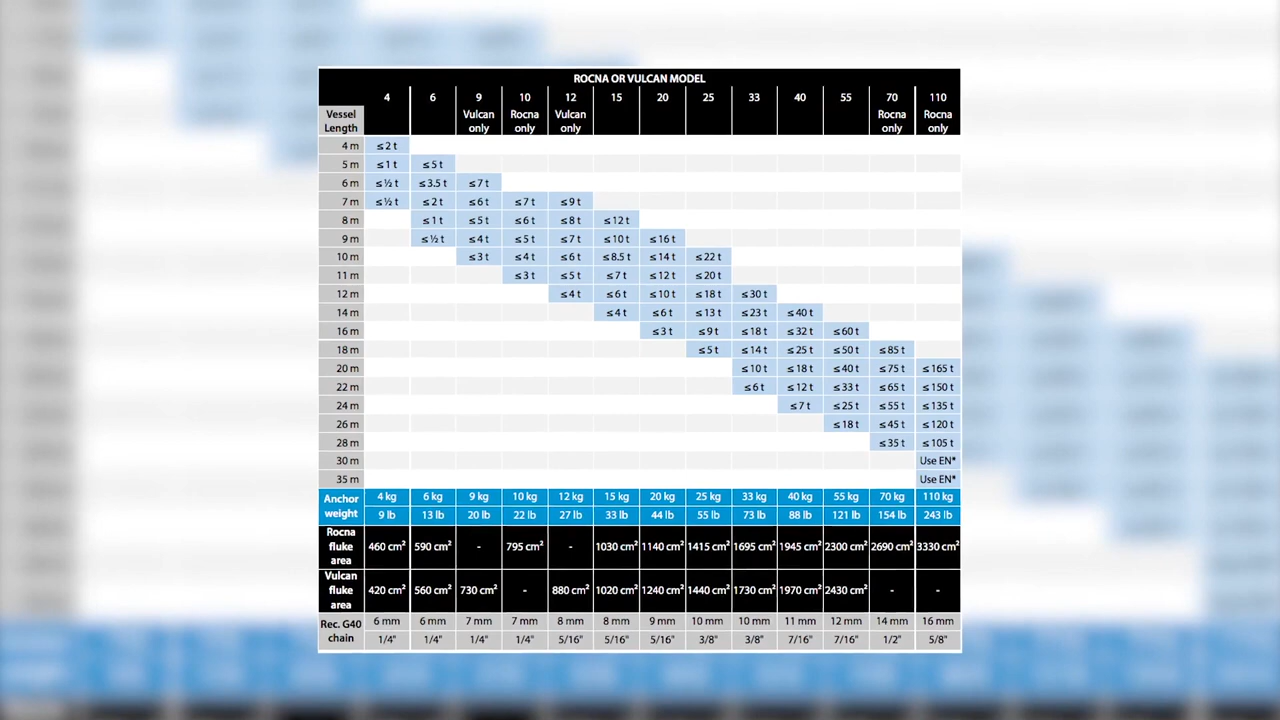 ROCNA OR VULCAN MODEL
Vessel Length 4 6 9 Vulcan only 10 Rocna only 12 Vulcan only 15 20 25 33 40 55 70 Rocna only 110 Rocna only
4 m ≤ 2 t
5 m ≤ 1 t ≤ 5 t
6 m ≤ ½ t ≤ 3.5 t ≤ 7 t
7 m ≤ ½ t ≤ 2 t ≤ 6 t ≤ 7 t ≤ 9 t
8 m ≤ 1 t ≤ 5 t ≤ 6 t ≤ 8 t ≤ 12 t
9 m ≤ ½ t ≤ 4 t ≤ 5 t ≤ 7 t ≤ 10 t ≤ 16 t
10 m ≤ 3 t ≤ 4 t ≤ 6 t ≤ 8.5 t ≤ 14 t ≤ 22 t
11 m ≤ 3 t ≤ 5 t ≤ 7 t ≤ 12 t ≤ 20 t
12 m ≤ 4 t ≤ 6 t ≤ 10 t ≤ 18 t ≤ 30 t
14 m ≤ 4 t ≤ 6 t ≤ 13 t ≤ 23 t ≤ 40 t
16 m ≤ 3 t ≤ 9 t ≤ 18 t ≤ 32 t ≤ 60 t
18 m ≤ 5 t ≤ 14 t ≤ 25 t ≤ 50 t ≤ 85 t
20 m ≤ 10 t ≤ 18 t ≤ 40 t ≤ 75 t ≤ 165 t
22 m ≤ 6 t ≤ 12 t ≤ 33 t ≤ 65 t ≤ 150 t
24 m ≤ 7 t ≤ 25 t ≤ 55 t ≤ 135 t
26 m ≤ 18 t ≤ 45 t ≤ 120 t
28 m ≤ 35 t ≤ 105 t
30 m Use EN*
35 m Use EN*
Anchor weight 4 kg 6 kg 9 kg 10 kg 12 kg 15 kg 20 kg 25 kg 33 kg 40 kg 55 kg 70 kg 110 kg
9 lb 13 lb 20 lb 22 lb 27 lb 33 lb 44 lb 55 lb 73 lb 88 lb 121 lb 154 lb 243 lb
Rocna fluke area 460 cm² 590 cm² - 795 cm² - 1030 cm² 1140 cm² 1415 cm² 1695 cm² 1945 cm² 2300 cm² 2690 cm² 3330 cm²
Vulcan fluke area 420 cm² 560 cm² 730 cm² - 880 cm² 1020 cm² 1240 cm² 1440 cm² 1730 cm² 1970 cm² 2430 cm² - -
Rec. G40 chain 6 mm 6 mm 7 mm 7 mm 8 mm 8 mm 9 mm 10 mm 10 mm 11 mm 12 mm 14 mm 16 mm
1/4" 1/4" 1/4" 1/4" 5/16" 5/16" 5/16" 3/8" 3/8" 7/16" 7/16" 1/2" 5/8"